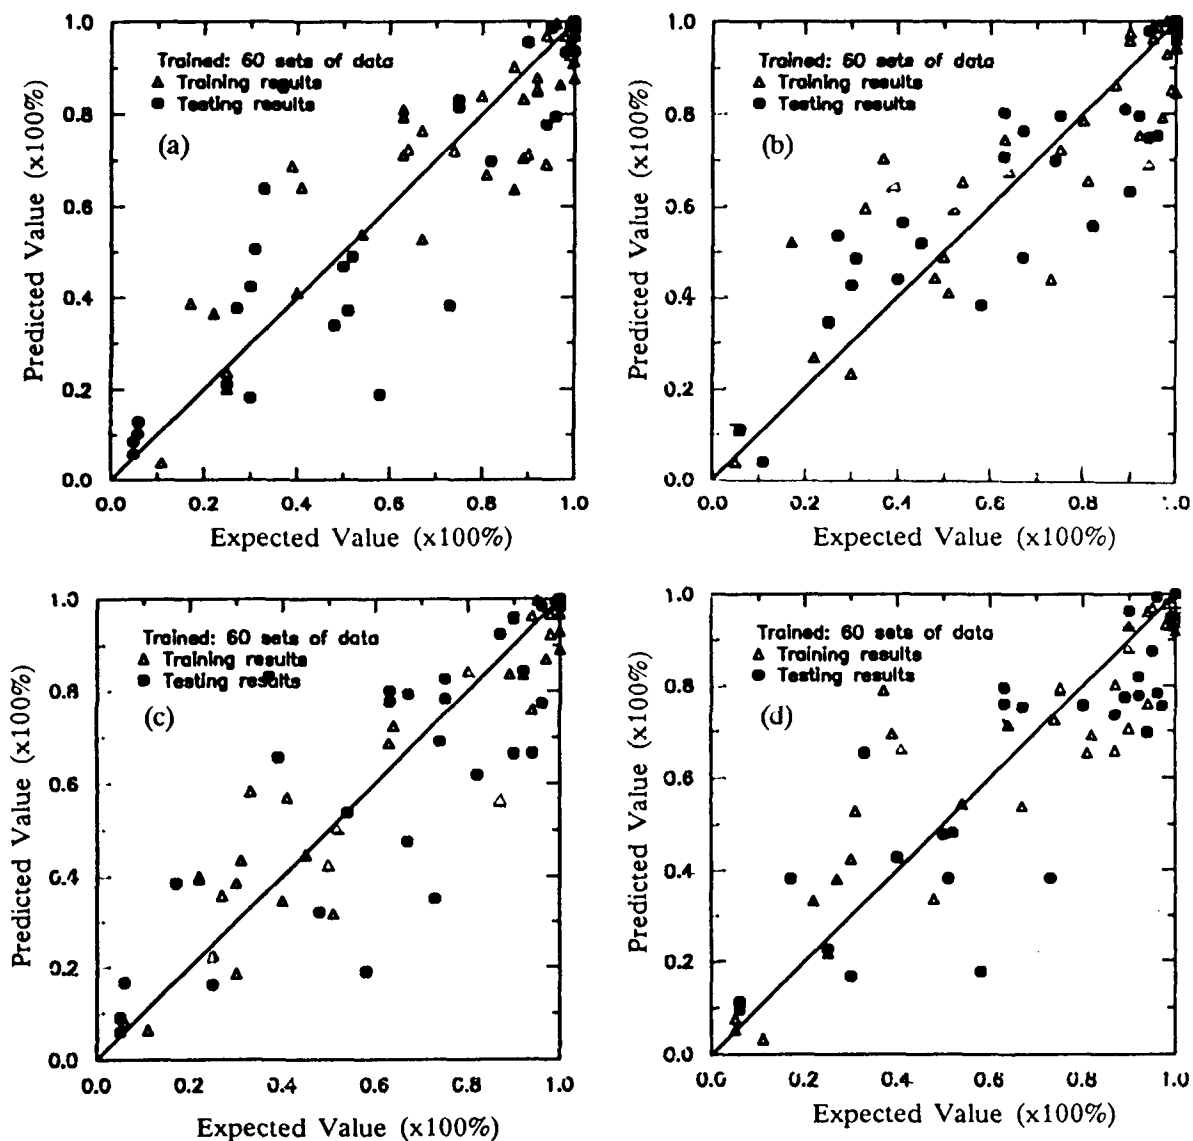 1.0
0.8
0.6
0.4
0.2
0.0
Predicted Value (x100%)
Trained: 60 sets of data
Training results
Testing results
(a)
0.0 0.2 0.4 0.6 0.8 1.0
Expected Value (x100%)
1.0
0.8
0.6
0.4
0.2
0.0
Predicted Value (x100%)
Trained: 60 sets of data
Training results
Testing results
(b)
0.0 0.2 0.4 0.6 0.8 1.0
Expected Value (x100%)
1.0
0.8
0.6
0.4
0.2
0.0
Predicted Value (x100%)
Trained: 60 sets of data
Training results
Testing results
(c)
0.0 0.2 0.4 0.6 0.8 1.0
Expected Value (x100%)
1.0
0.8
0.6
0.4
0.2
0.0
Predicted Value (x100%)
Trained: 60 sets of data
Training results
Testing results
(d)
0.0 0.2 0.4 0.6 0.8 1.0
Expected Value (x100%)